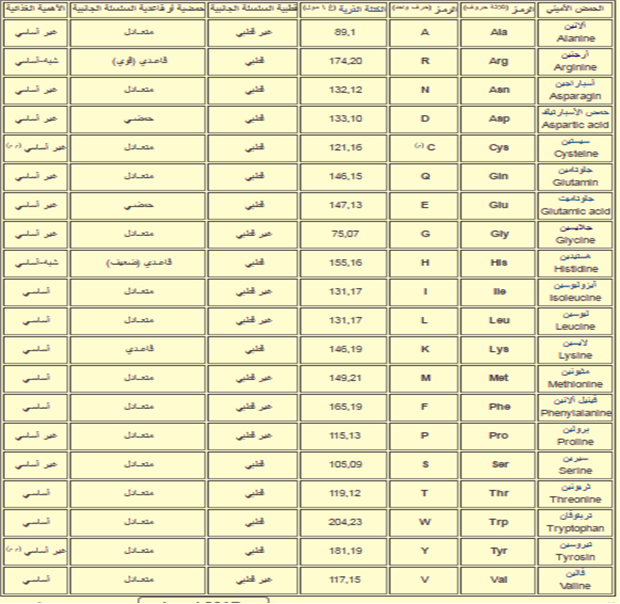 الحمض الأميني الرمز (ثلاثة حروف) الرمز (حرف واحد) الكتلة الذرية (غ \ مول) قطبية السلسلة الجانبية حمضية أو قاعدية السلسلة الجانبية الأهمية الغذائية
ألانين
Alanine Ala A 89,1 غير قطبي متعادل غير أساسي
أرجنين
Arginine Arg R 174,20 قطبي قاعدي (قوي) شبه-أساسي
أسباراجين
Asparagin Asn N 132,12 قطبي متعادل غير أساسي
حمض الأسبارتيك
Aspartic acid Asp D 133,10 قطبي حمضي غير أساسي
سيستين
Cysteine Cys C 121,16 قطبي متعادل غير أساسي
جلوتامين
Glutamin Gln Q 146,15 قطبي متعادل غير أساسي
Glutamic acid Glu E 147,13 قطبي حمضي غير أساسي
جلايسين
Glycine Gly G 75,07 غير قطبي متعادل غير أساسي
هستيدين
Histidine His H 155,16 قطبي قاعدي (ضعيف) شبه-أساسي
أيزوليوسين
Isoleucine Ile I 131,17 غير قطبي متعادل أساسي
ليوسين
Leucine Leu L 131,17 غير قطبي متعادل أساسي
لايسين
Lysine Lys K 146,19 قطبي قاعدي أساسي
مثيونين
Methionine Met M 149,21 غير قطبي متعادل أساسي
فينيل ألانين
Phenylalanine Phe F 165,19 غير قطبي متعادل أساسي
برولين
Proline Pro P 115,13 غير قطبي متعادل غير أساسي
سيرين
Serine Ser S 105,09 قطبي متعادل غير أساسي
ثريونين
Threonine Thr T 119,12 قطبي متعادل أساسي
تريبتوفان
Tryptophan Trp W 204,23 قطبي متعادل أساسي
تيروسين
Tyrosin Tyr Y 181,19 قطبي متعادل غير أساسي
فالين
Valine Val V 117,15 غير قطبي متعادل أساسي